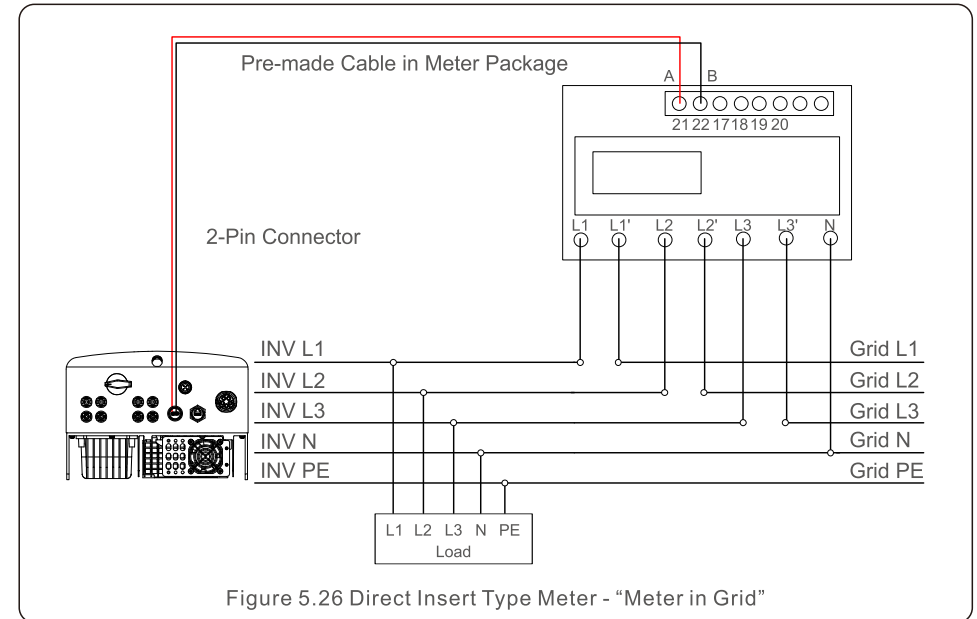 Pre-made Cable in Meter Package
A B
21 22 17 18 19 20
2-Pin Connector
L1 L1' L2 L2' L3 L3' N
INV L1 Grid L1
INV L2 Grid L2
INV L3 Grid L3
INV N Grid N
INV PE Grid PE
L1 L2 L3 N PE
Load
Figure 5.26 Direct Insert Type Meter - “Meter in Grid”